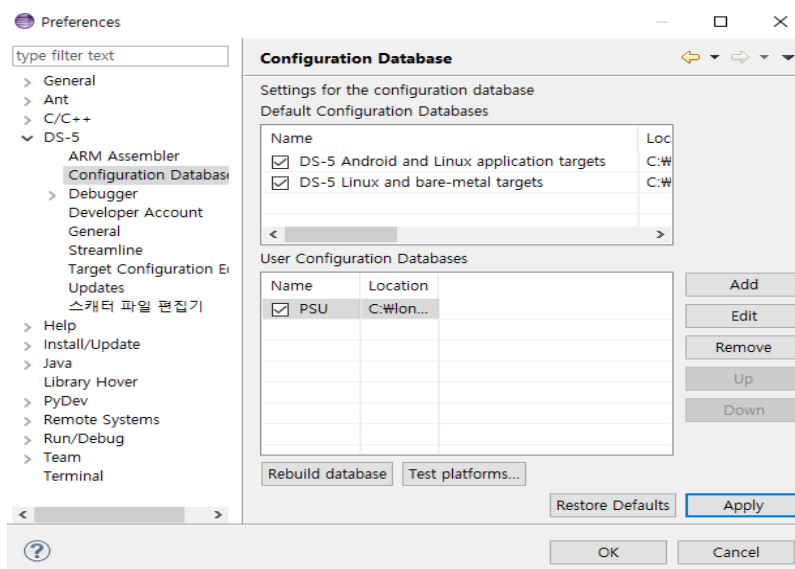 Preferences
type filter text
General
Ant
C/C++
DS-5
ARM Assembler
Configuration Databas
Debugger
Developer Account
General
Streamline
Target Configuration E
Updates
스캐터 파일 편집기
Help
Install/Update
Java
Library Hover
PyDev
Remote Systems
Run/Debug
Team
Terminal
Configuration Database
Settings for the configuration database
Default Configuration Databases
Name Loc
DS-5 Android and Linux application targets C:₩
DS-5 Linux and bare-metal targets C:₩
User Configuration Databases
Name Location
PSU C:₩lon...
Add
Edit
Remove
Up
Down
Rebuild database Test platforms...
Restore Defaults Apply
OK Cancel